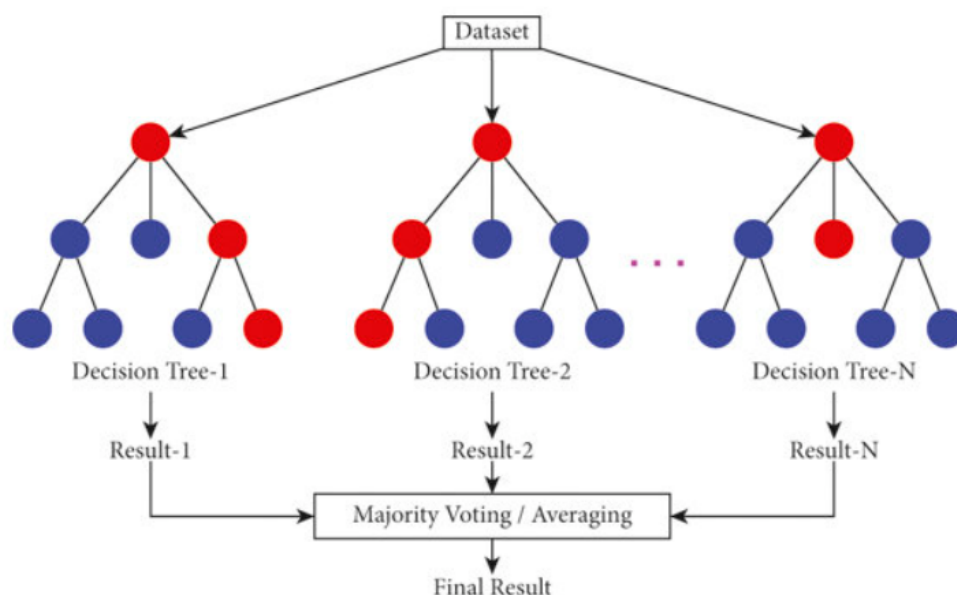 Dataset
. . .
Decision Tree-1
Decision Tree-2
Decision Tree-N
Result-1
Result-2
Result-N
Majority Voting / Averaging
Final Result